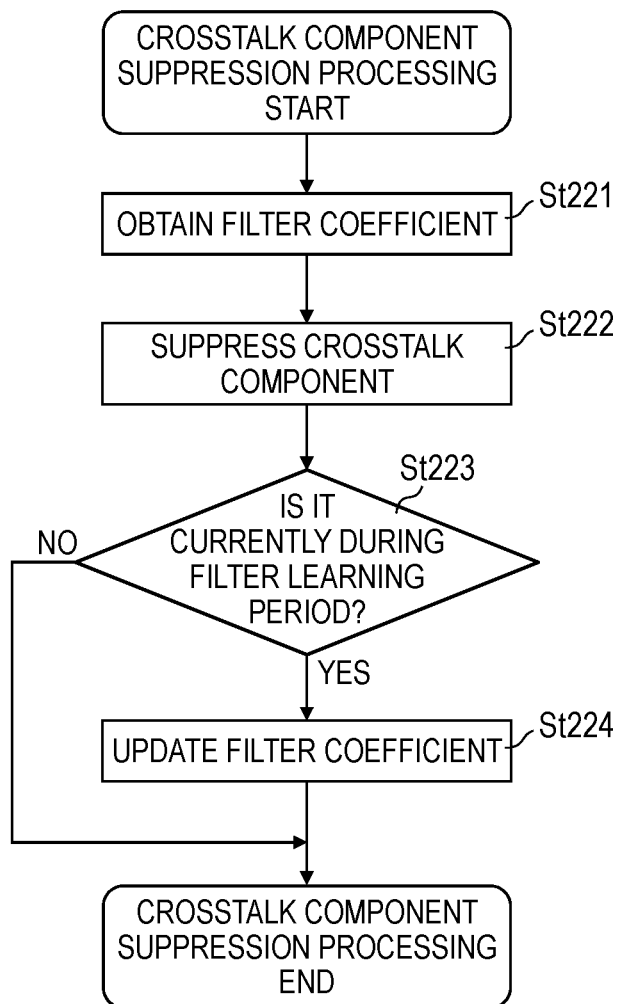 CROSSTALK COMPONENT
SUPPRESSION PROCESSING
START
St221
OBTAIN FILTER COEFFICIENT
St222
SUPPRESS CROSSTALK
COMPONENT
St223
IS IT
CURRENTLY DURING
FILTER LEARNING
PERIOD?
NO
YES
St224
UPDATE FILTER COEFFICIENT
CROSSTALK COMPONENT
SUPPRESSION PROCESSING
END